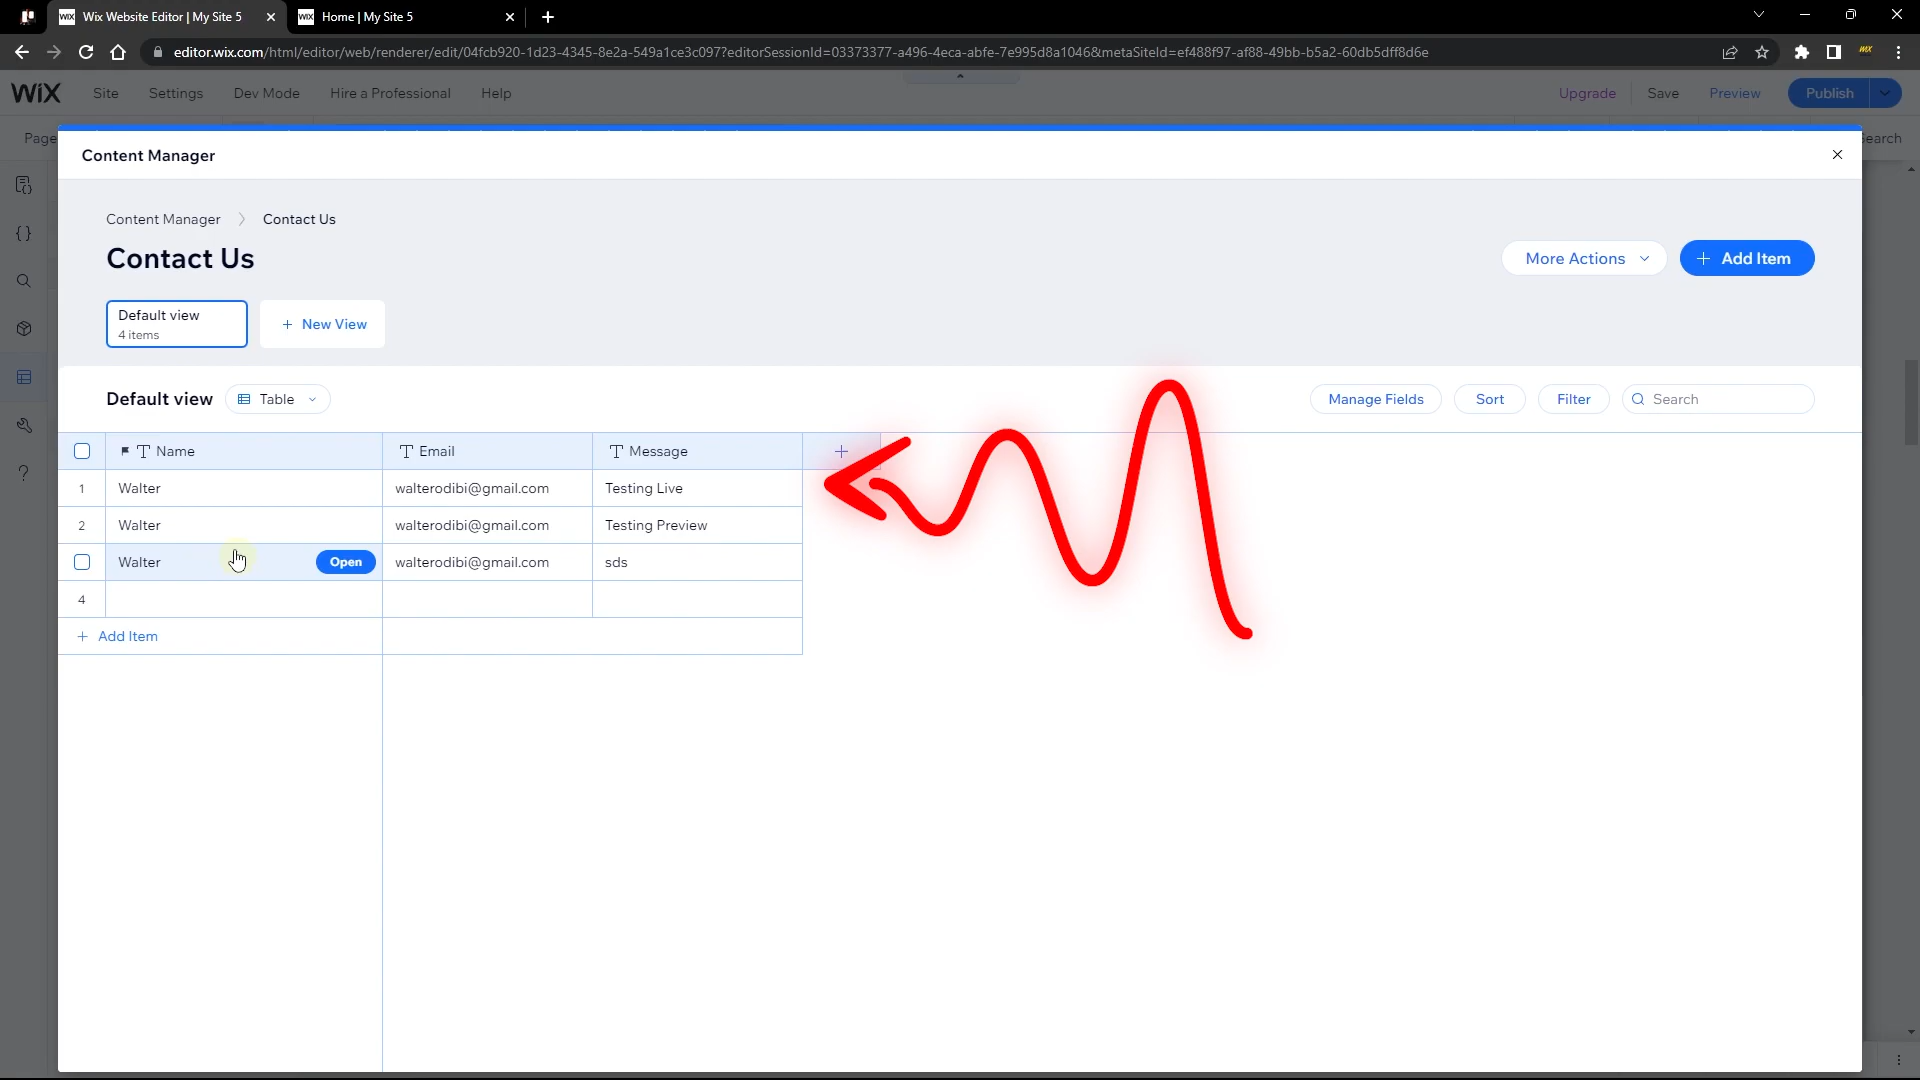 Wix Website Editor | My Site 5
Home | My Site 5
editor.wix.com/html/editor/web/renderer/edit/04fcb920-1d23-4345-8e2a-549a1ce3c097?editorSessionId=03373377-a496-4eca-abfe-7e995d8a1046&metaSiteId=ef488f97-af88-49bb-b5a2-60db5dff8d6e
WiX Site Settings Dev Mode Hire a Professional Help Upgrade Save Preview Publish
Page
Search
Content Manager
Content Manager > Contact Us
Contact Us
More Actions
+ Add Item
Default view
4 items
+ New View
Default view
Table
Manage Fields Sort Filter Search
Name Email Message +
1 Walter walterodibi@gmail.com Testing Live
2 Walter walterodibi@gmail.com Testing Preview
Walter Open walterodibi@gmail.com sds
4
+ Add Item